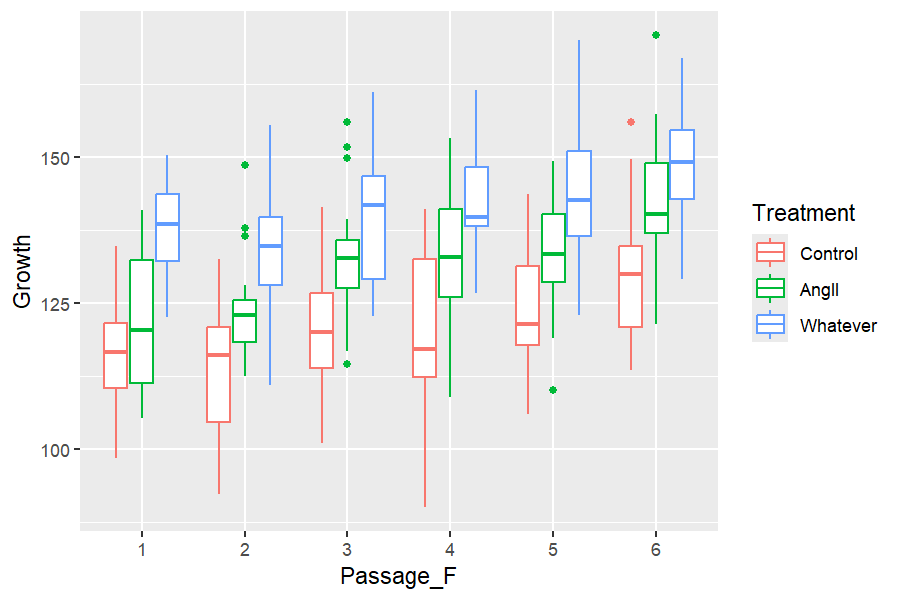 Growth
150
125
100
1 2 3 4 5 6
Passage_F
Treatment
Control
AngII
Whatever